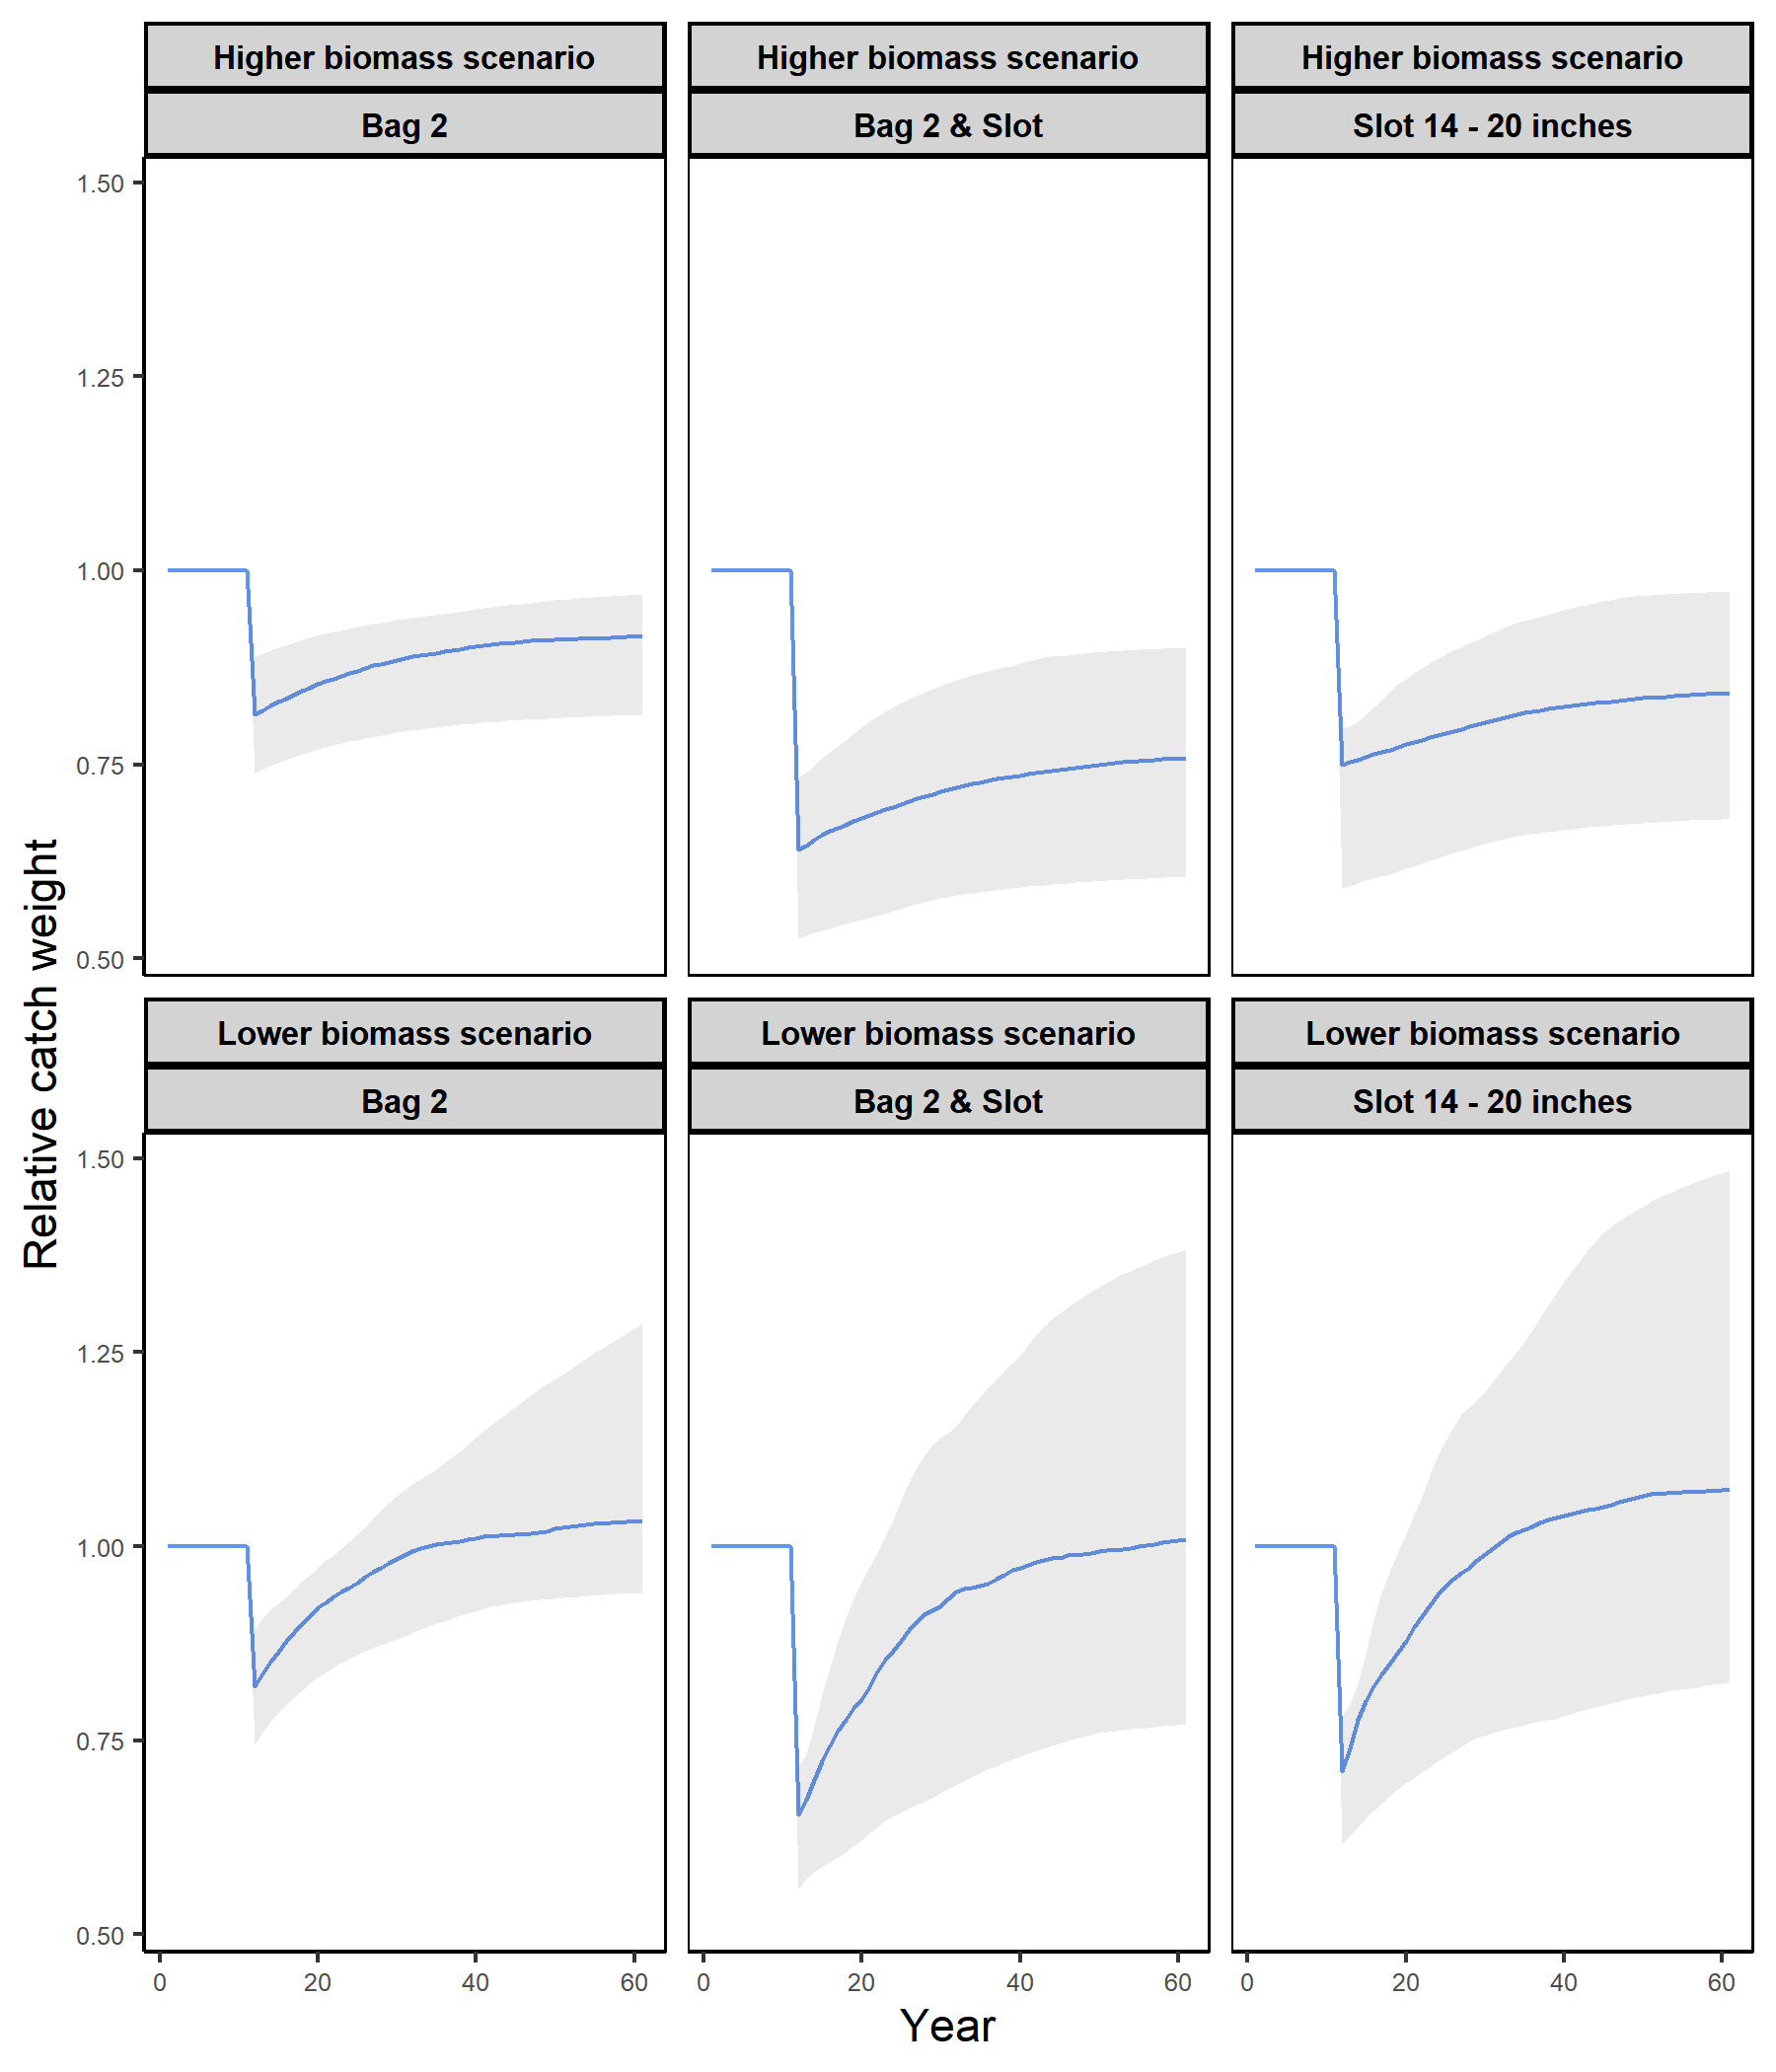 Higher biomass scenario
Bag 2
Higher biomass scenario
Bag 2 & Slot
Higher biomass scenario
Slot 14 - 20 inches
1.50
1.25
1.00
0.75
0.50
Relative catch weight
Lower biomass scenario
Bag 2
Lower biomass scenario
Bag 2 & Slot
Lower biomass scenario
Slot 14 - 20 inches
1.50
1.25
1.00
0.75
0.50
0 20 40 60
0 20 40 60
0 20 40 60
Year